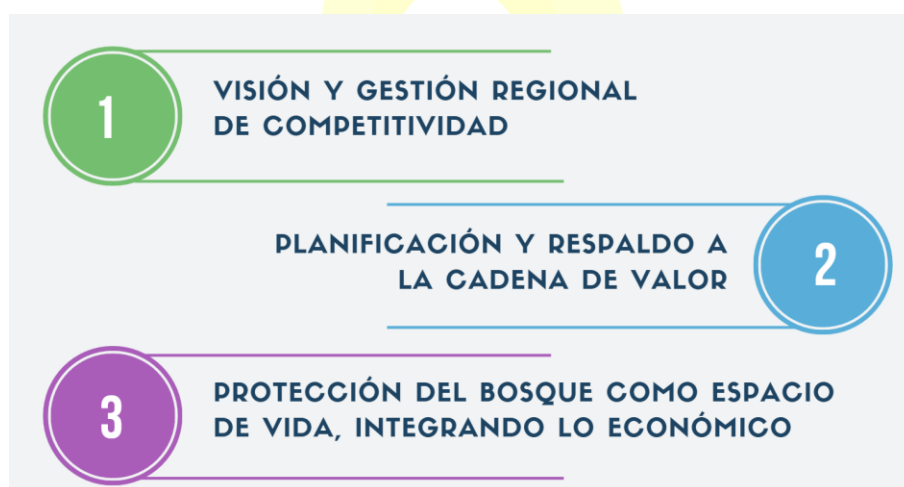 1
VISIÓN Y GESTIÓN REGIONAL
DE COMPETITIVIDAD
PLANIFICACIÓN Y RESPALDO A
LA CADENA DE VALOR
2
3
PROTECCIÓN DEL BOSQUE COMO ESPACIO
DE VIDA, INTEGRANDO LO ECONÓMICO